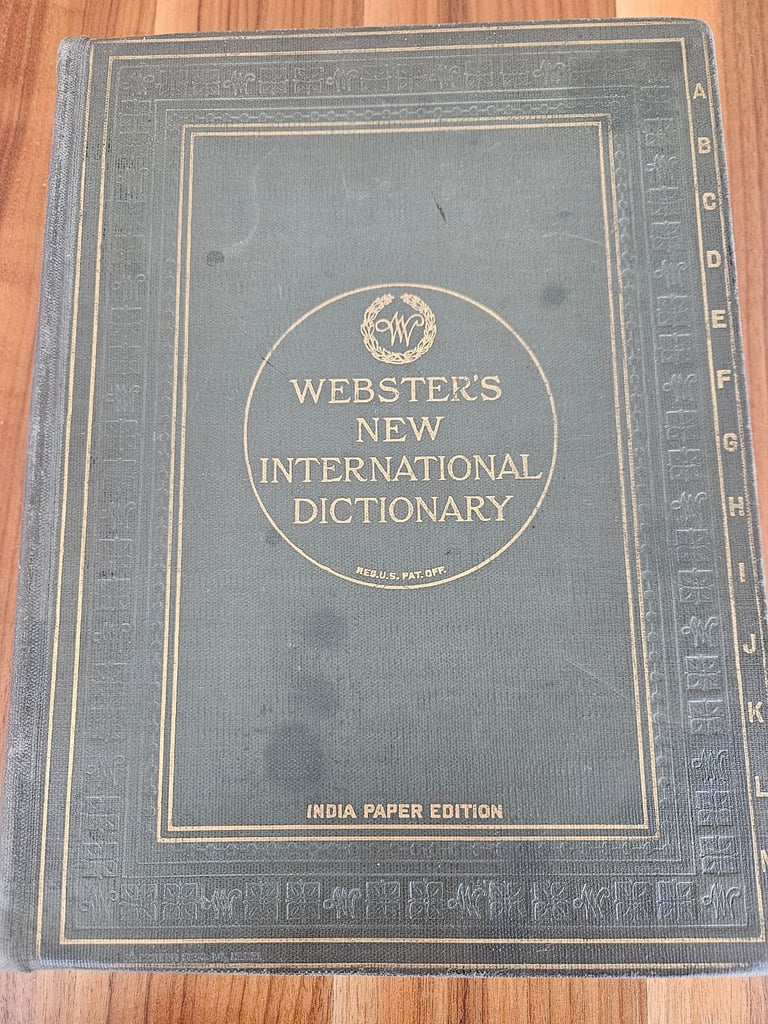 W
WEBSTER'S
NEW
INTERNATIONAL
DICTIONARY
REG. U.S. PAT. OFF.
INDIA PAPER EDITION
A
B
C
D
E
F
G
H
I
J
K
L
M